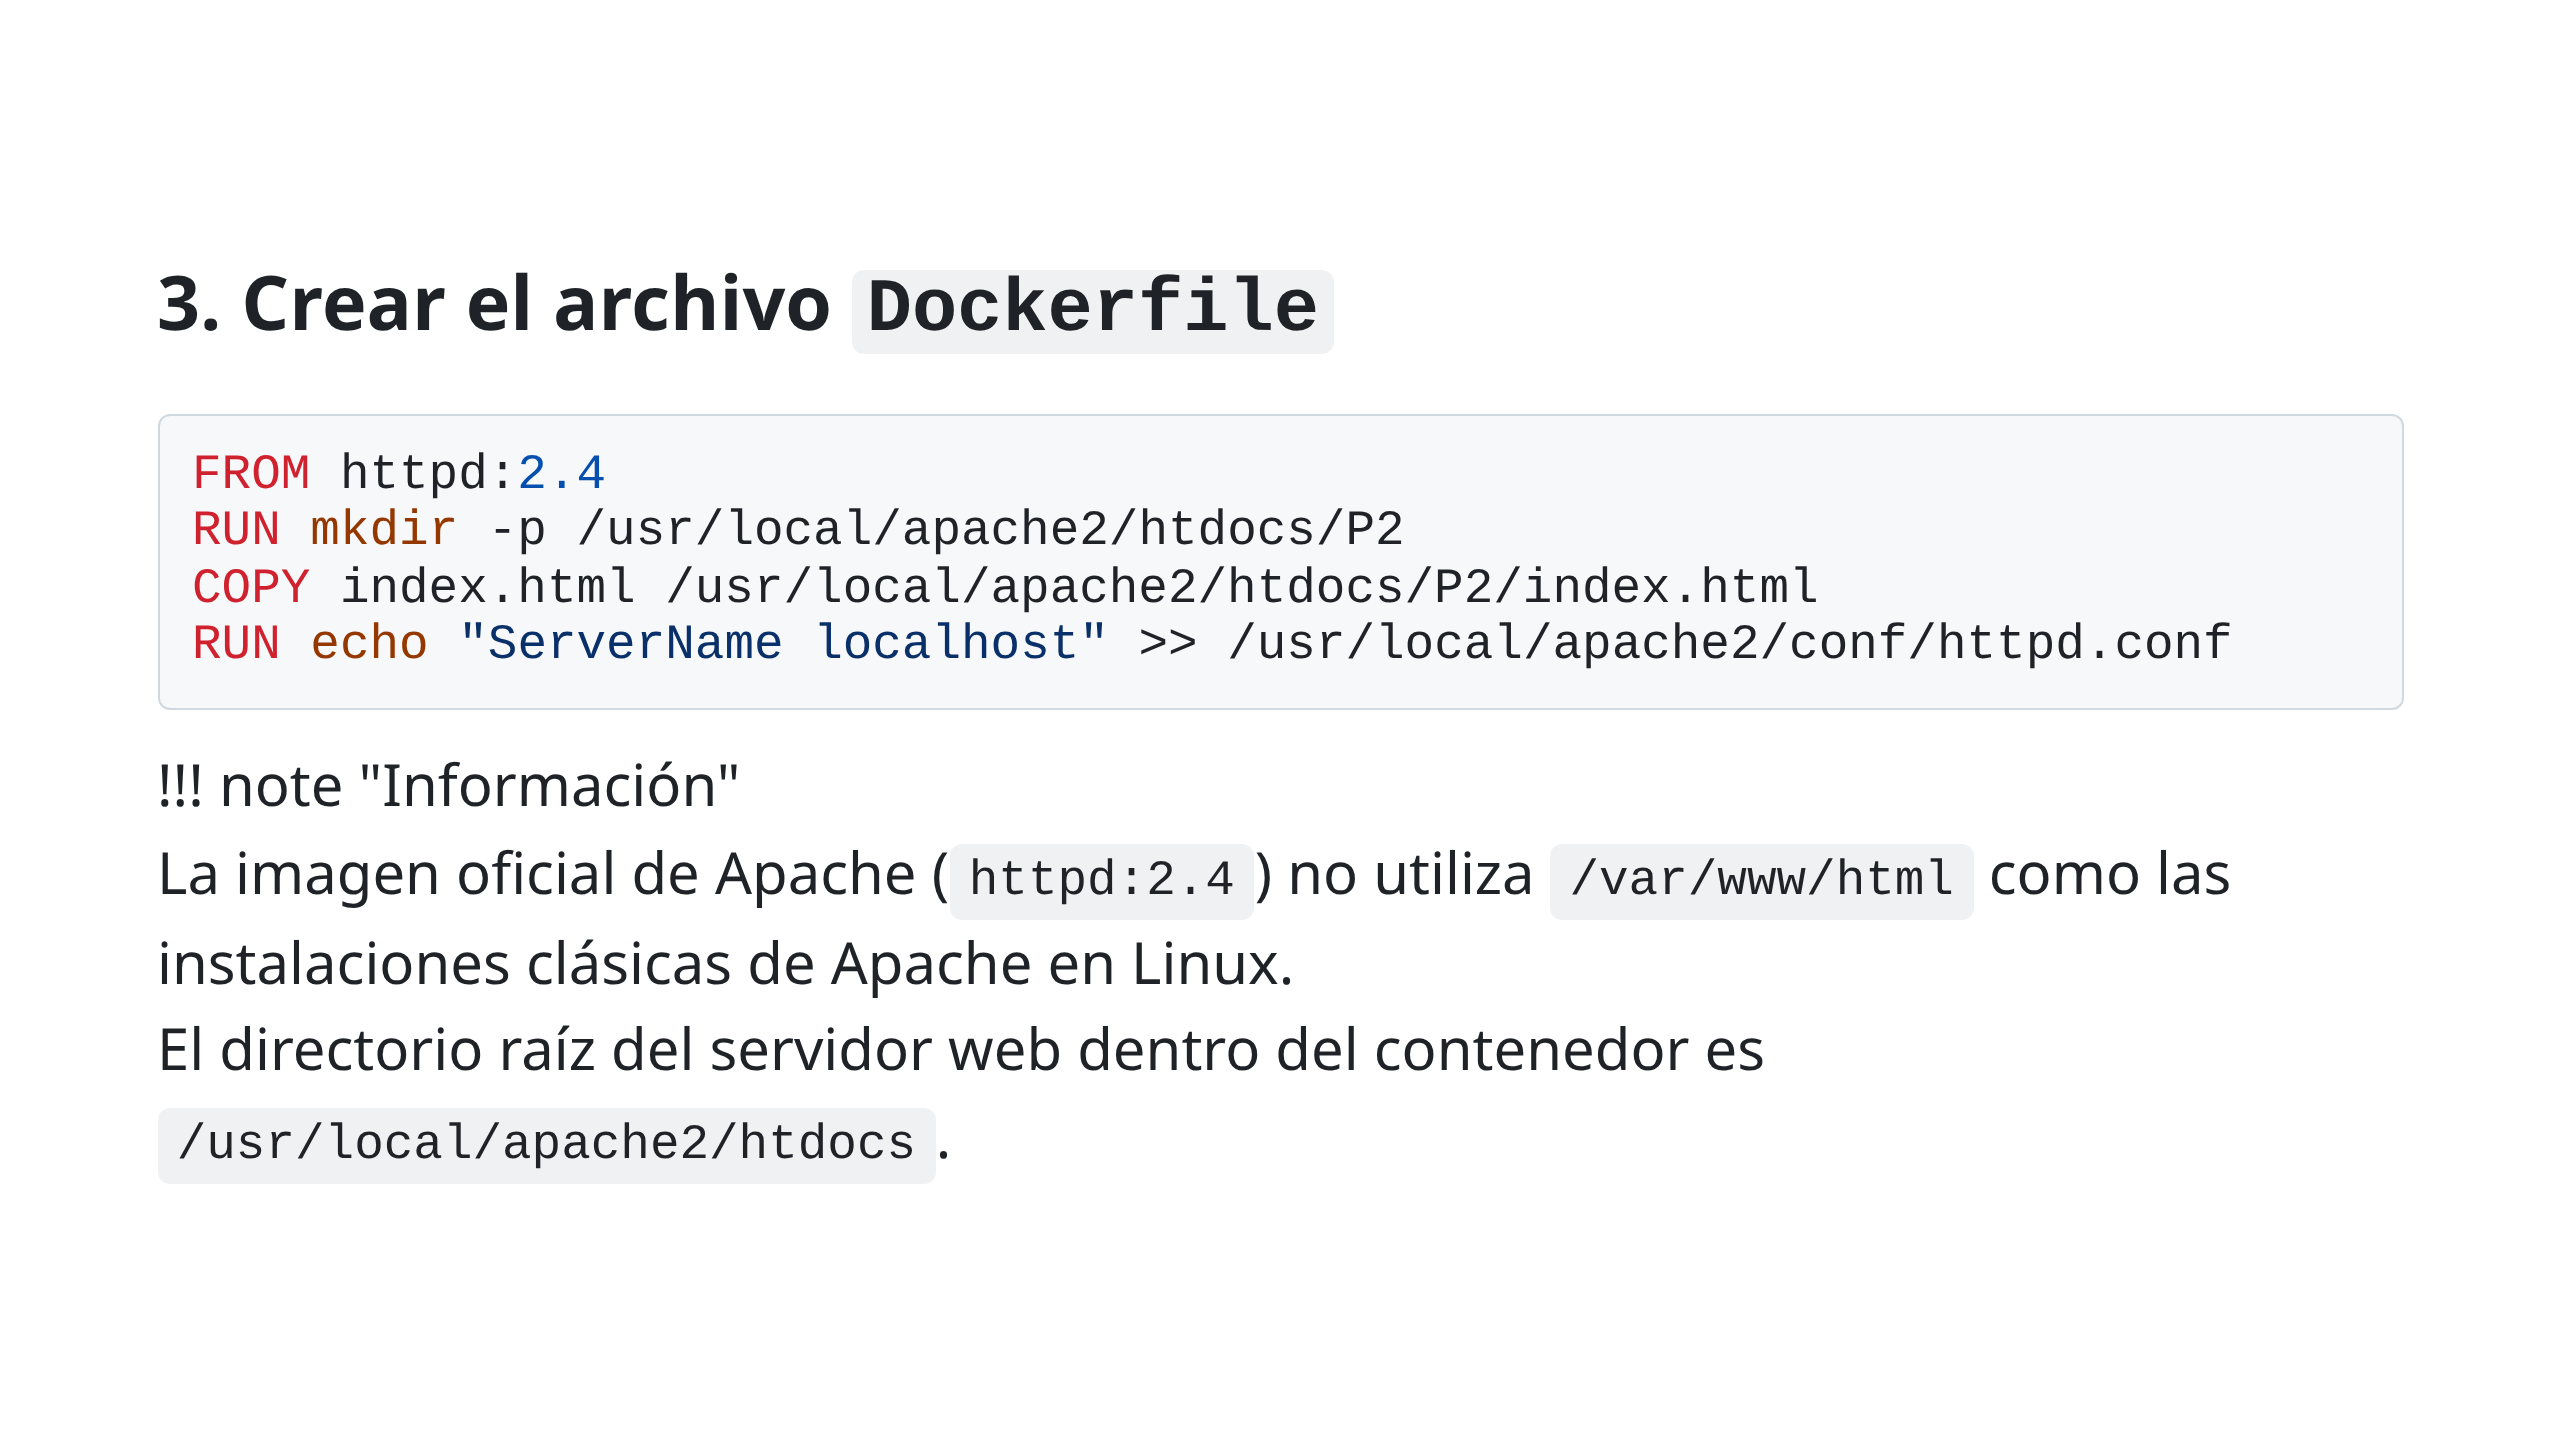 3. Crear el archivo Dockerfile
FROM httpd:2.4
RUN mkdir -p /usr/local/apache2/htdocs/P2
COPY index.html /usr/local/apache2/htdocs/P2/index.html
RUN echo "ServerName localhost" >> /usr/local/apache2/conf/httpd.conf
!!! note "Información"
La imagen oficial de Apache (httpd:2.4) no utiliza /var/www/html como las
instalaciones clásicas de Apache en Linux.
El directorio raíz del servidor web dentro del contenedor es
/usr/local/apache2/htdocs.